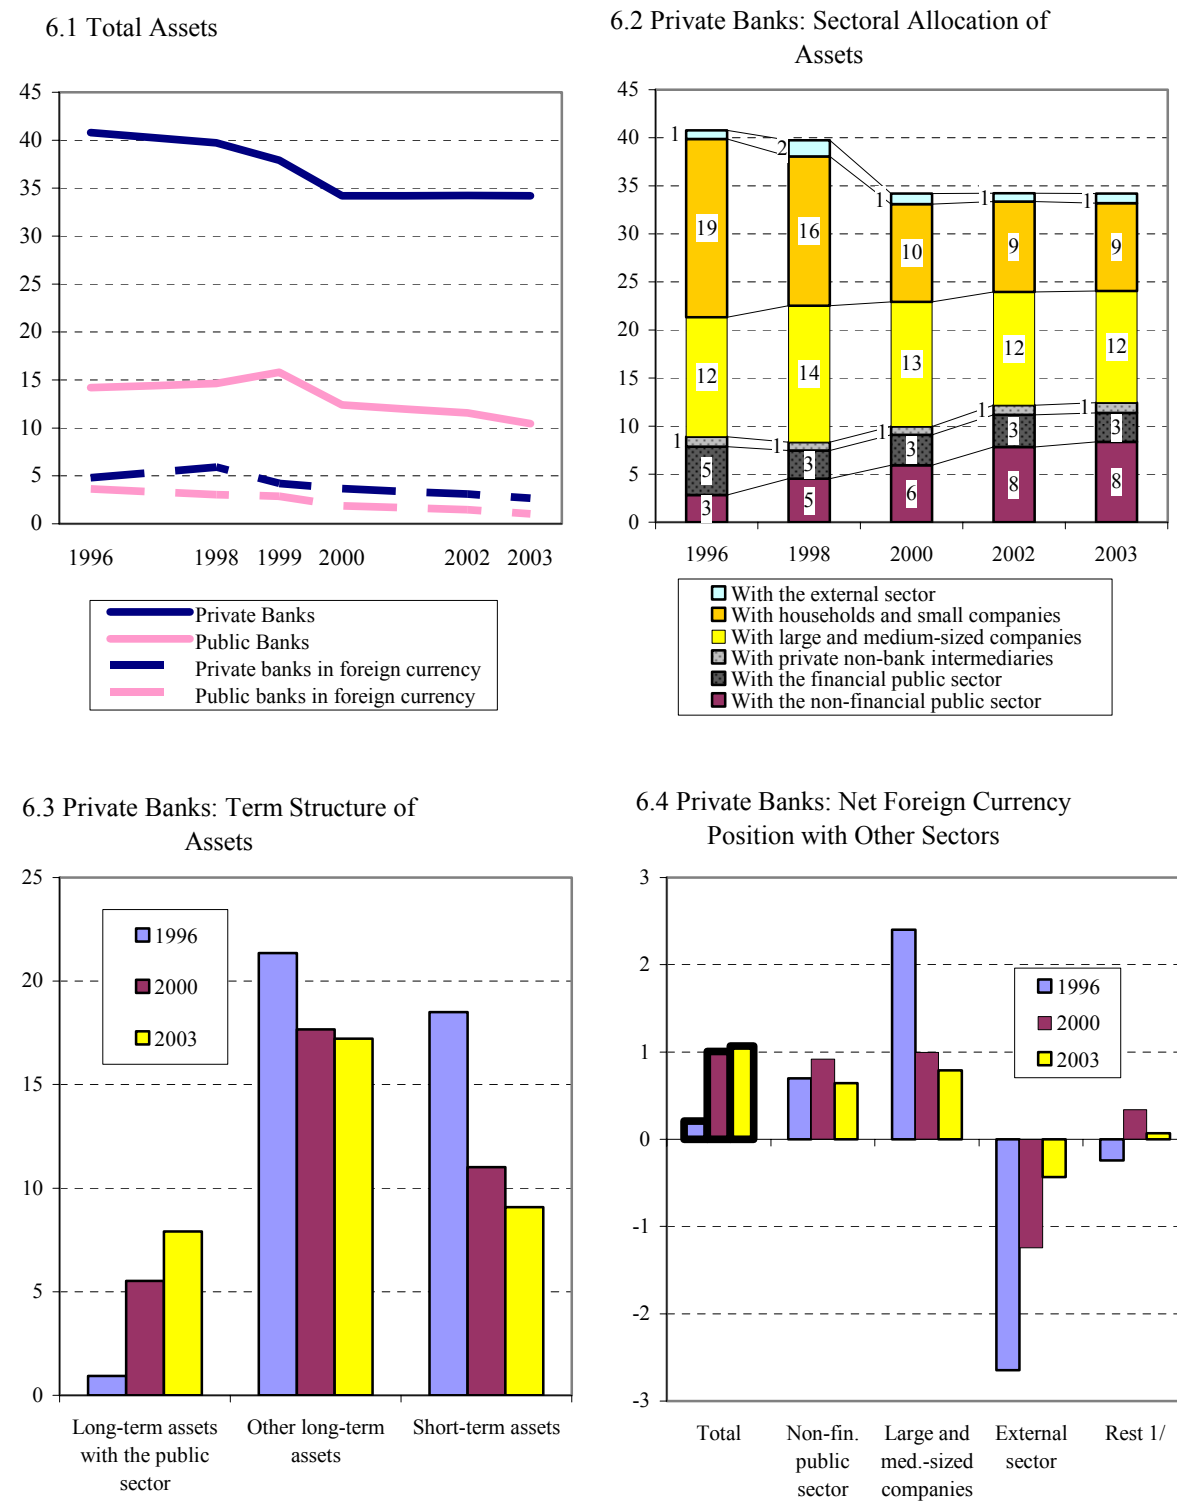 6.1 Total Assets
45
40
35
30
25
20
15
10
5
0
1996 1998 1999 2000 2002 2003
Private Banks
Public Banks
Private banks in foreign currency
Public banks in foreign currency
6.2 Private Banks: Sectoral Allocation of
Assets
45
40
35
30
25
20
15
10
5
0
1 2 1 1 1
19 16 10 9 9
12 14 13 12 12
1 1 1 1 1
5 3 3 3 3
3 5 6 8 8
1996 1998 2000 2002 2003
With the external sector
With households and small companies
With large and medium-sized companies
With private non-bank intermediaries
With the financial public sector
With the non-financial public sector
6.3 Private Banks: Term Structure of
Assets
25
20
15
10
5
0
1996
2000
2003
Long-term assets
with the public
sector
Other long-term
assets
Short-term assets
6.4 Private Banks: Net Foreign Currency
Position with Other Sectors
3
2
1
0
-1
-2
-3
1996
2000
2003
Total
Non-fin.
public
sector
Large and
med.-sized
companies
External
sector
Rest 1/